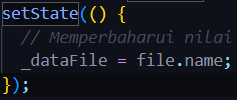 setState(() {
// Memperbaharui nilai
_dataFile = file.name;
});